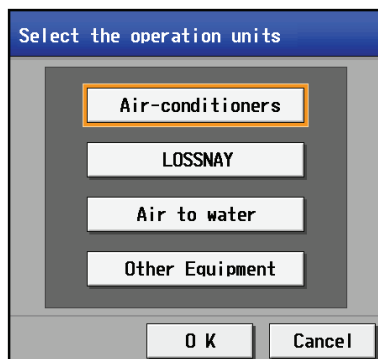 Select the operation units
Air-conditioners
LOSSNAY
Air to water
Other Equipment
O K
Cancel